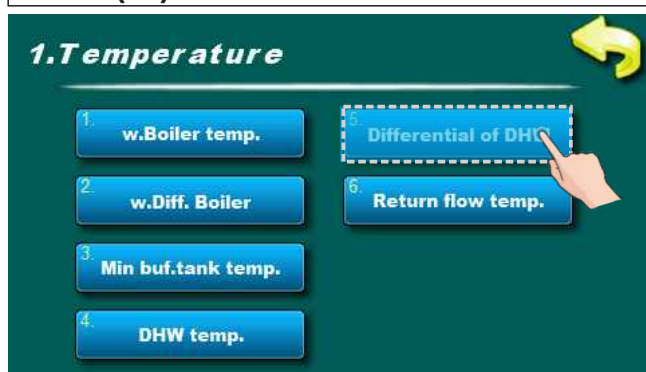 1.Temperature
1.
w.Boiler temp.
2.
w.Diff. Boiler
3.
Min buf.tank temp.
4.
DHW temp.
5.
Differential of
6.
Return flow temp.